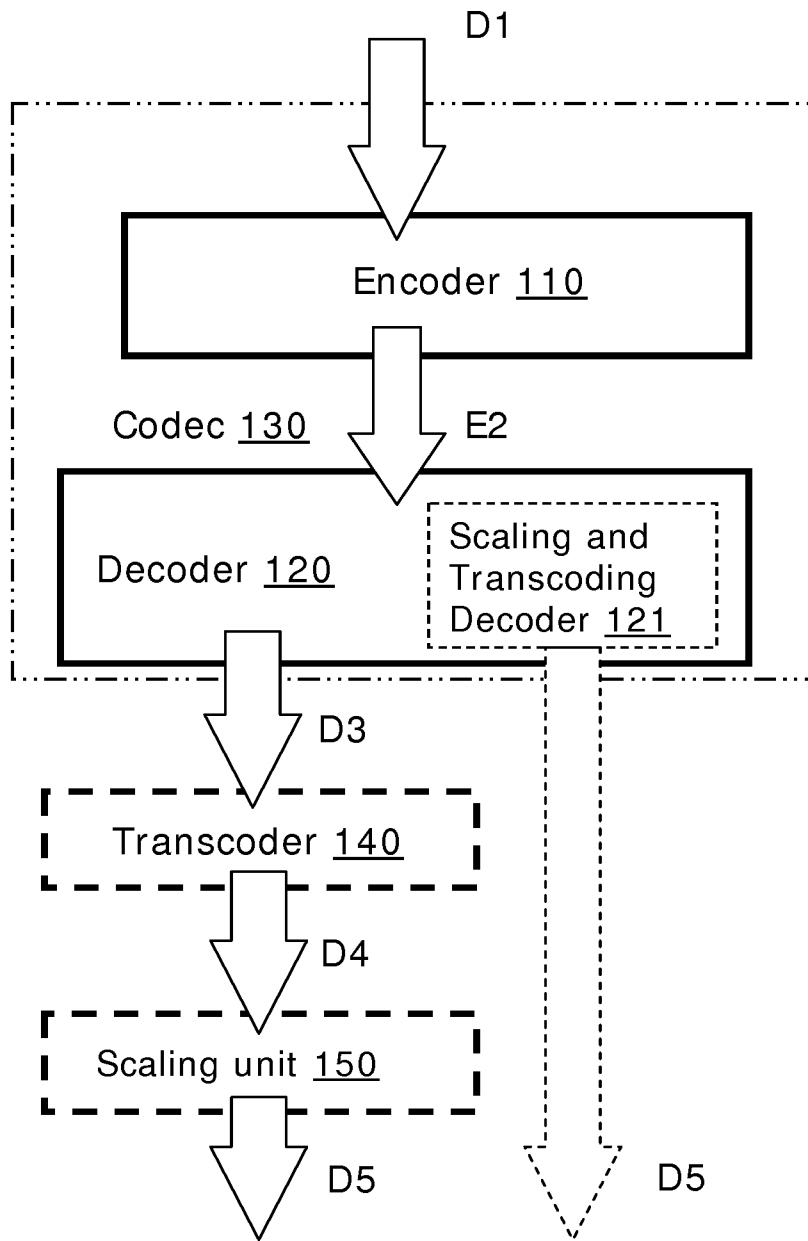 D1
Encoder 110
Codec 130
E2
Decoder 120
Scaling and
Transcoding
Decoder 121
D3
Transcoder 140
D4
Scaling unit 150
D5
D5